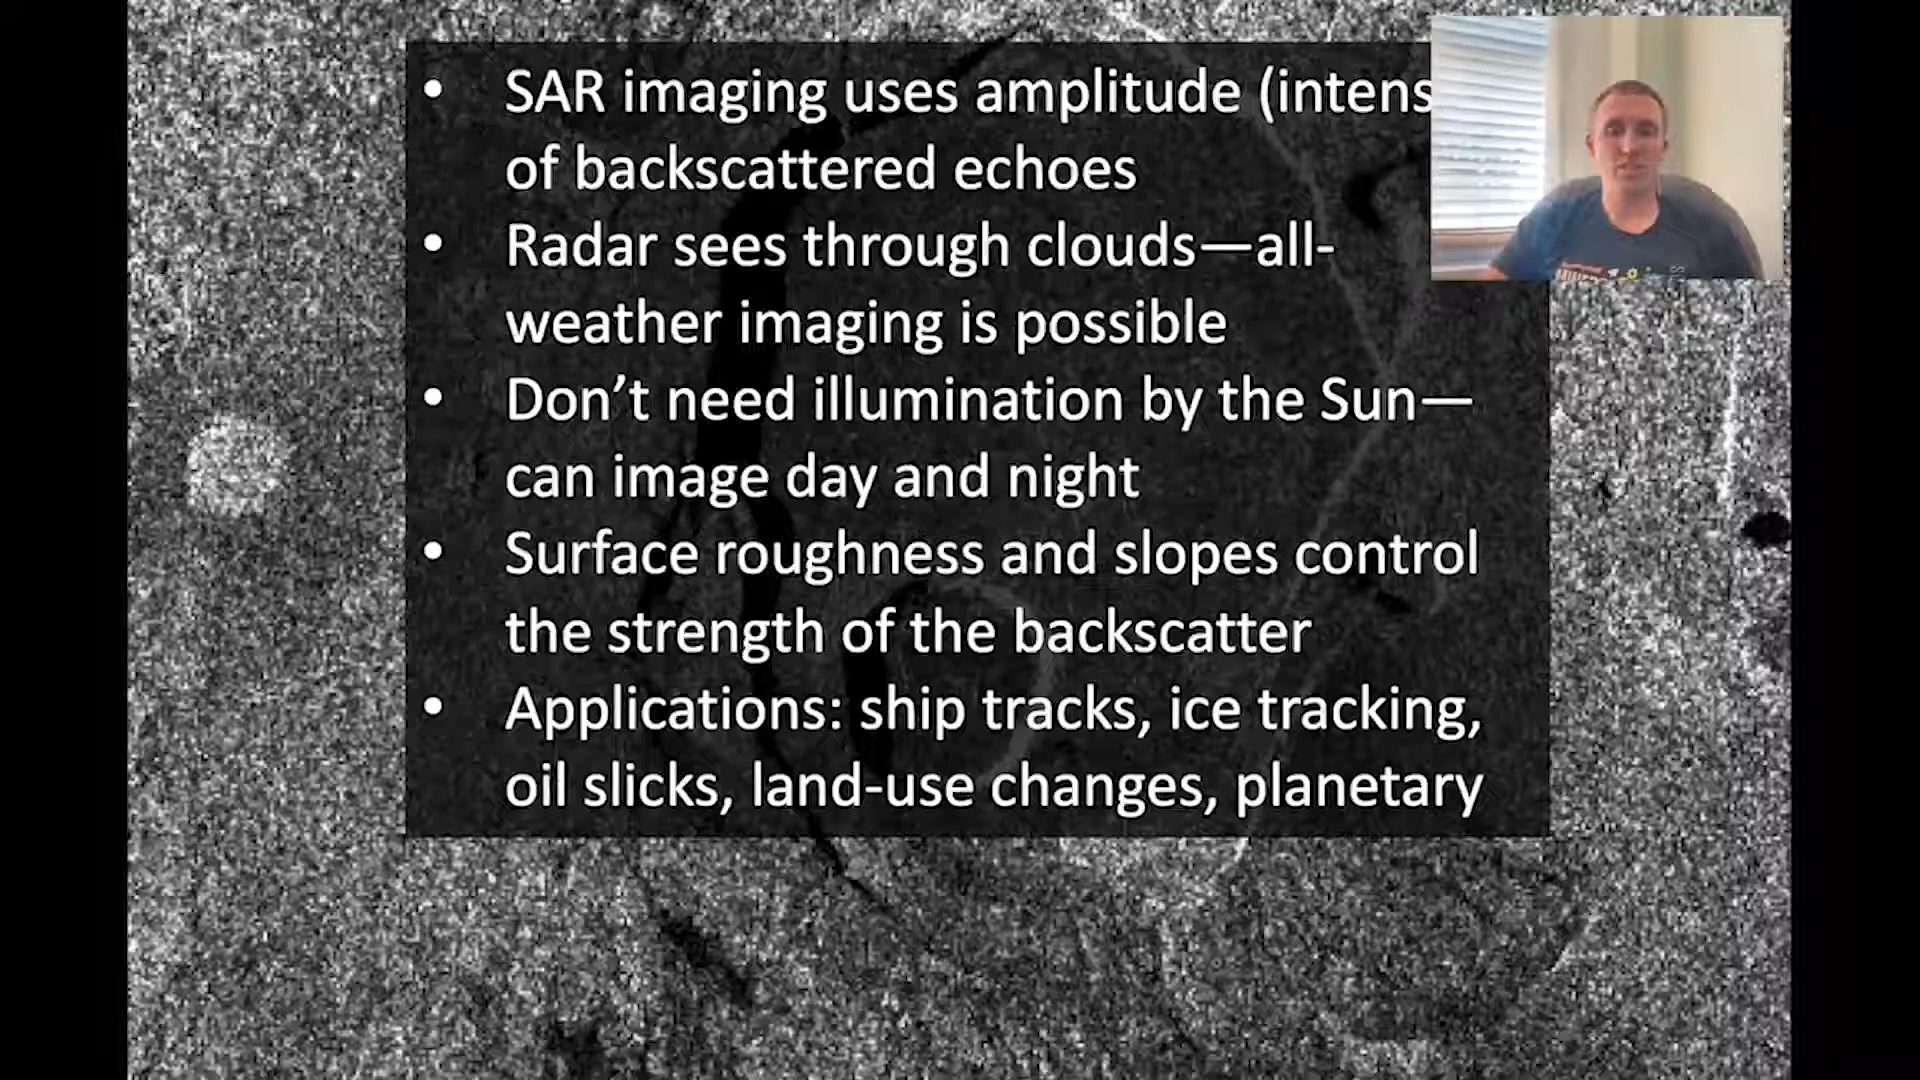 • SAR imaging uses amplitude (intens
of backscattered echoes
• Radar sees through clouds—all-
weather imaging is possible
• Don’t need illumination by the Sun—
can image day and night
• Surface roughness and slopes control
the strength of the backscatter
• Applications: ship tracks, ice tracking,
oil slicks, land-use changes, planetary